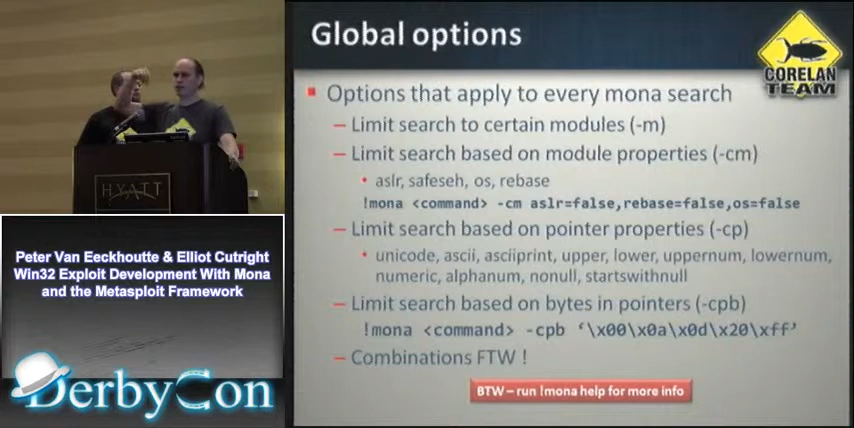 Global options
CORELAN
TEAM
Options that apply to every mona search
– Limit search to certain modules (-m)
– Limit search based on module properties (-cm)
• aslr, safeseh, os, rebase
!mona <command> -cm aslr=false,rebase=false,os=false
– Limit search based on pointer properties (-cp)
• unicode, ascii, asciiprint, upper, lower, uppernum, lowernum,
numeric, alphanum, nonull, startswithnull
– Limit search based on bytes in pointers (-cpb)
!mona <command> -cpb ‘\x00\x0a\x0d\x20\xff’
– Combinations FTW !
BTW – run !mona help for more info
HYATT
Peter Van Eeckhoutte & Elliot Cutright
Win32 Exploit Development With Mona
and the Metasploit Framework
DerbyCon